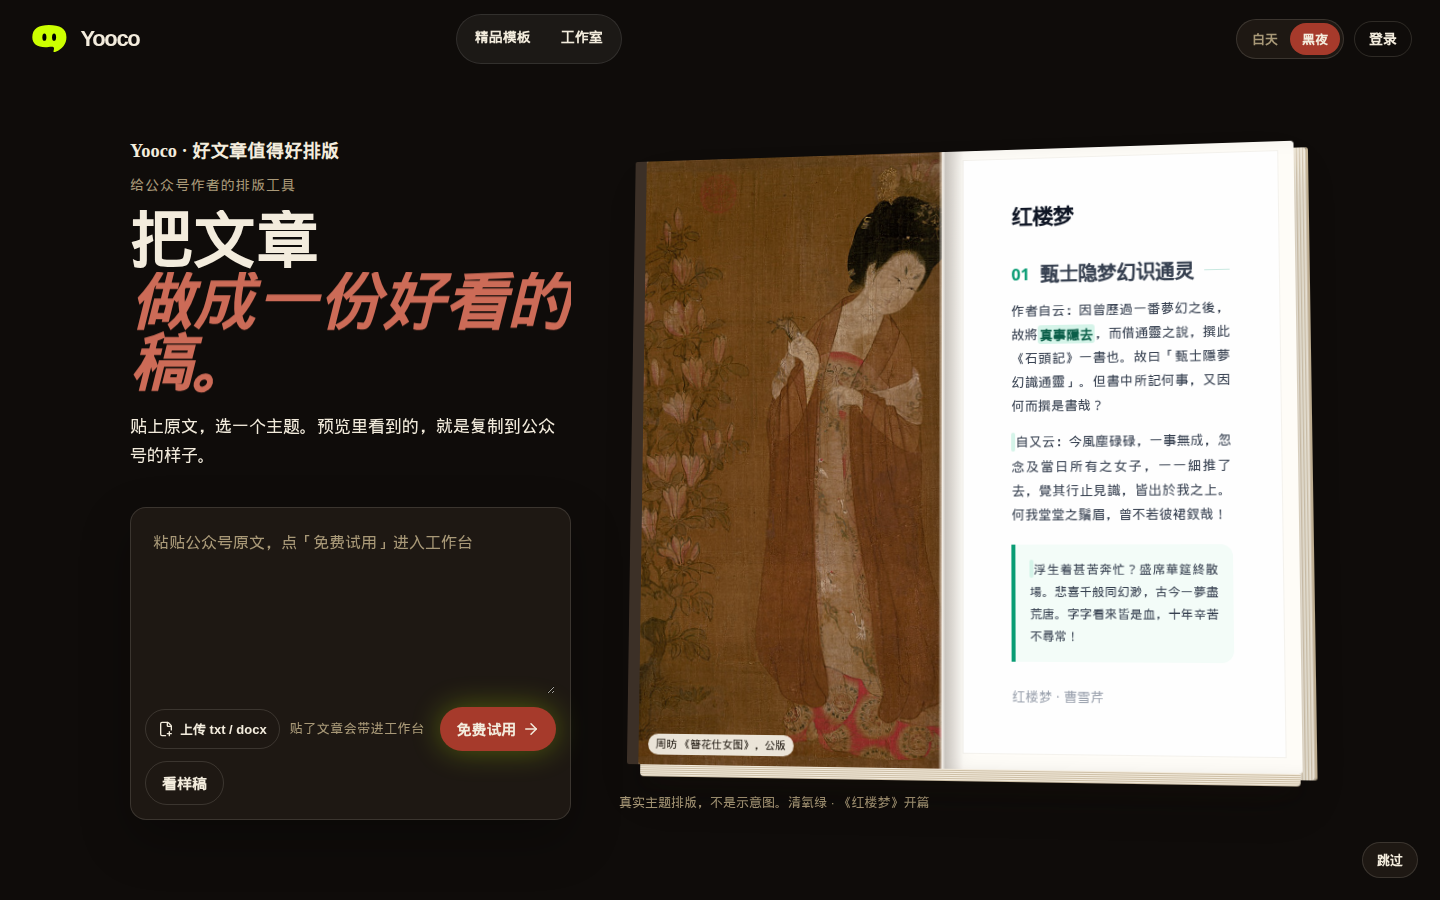 Yooco
精品模板
工作室
白天
黑夜
登录
Yooco · 好文章值得好排版
给公众号作者的排版工具
把文章
做成一份好看的
稿。
贴上原文，选一个主题。预览里看到的，就是复制到公众
号的样子。
粘贴公众号原文，点「免费试用」进入工作台
上传 txt / docx
贴了文章会带进工作台
免费试用
看样稿
周昉《簪花仕女图》，公版
红楼梦
01 甄士隐梦幻识通灵
作者自云：因曾歷過一番夢幻之後，
故將真事隱去，而借通靈之說，撰此
《石頭記》一書也。故曰「甄士隱夢
幻識通靈」。但書中所記何事，又因
何而撰是書哉？
自又云：今風塵碌碌，一事無成，忽
念及當日所有之女子，一一細推了
去，覺其行止見識，皆出於我之上。
何我堂堂之鬚眉，曾不若彼裙釵哉！
浮生着甚苦奔忙？盛席華筵終散
場。悲喜千般同幻渺，古今一夢盡
荒唐。字字看來皆是血，十年辛苦
不尋常！
红楼梦 · 曹雪芹
真实主题排版，不是示意图。清氧绿 · 《红楼梦》开篇
跳过